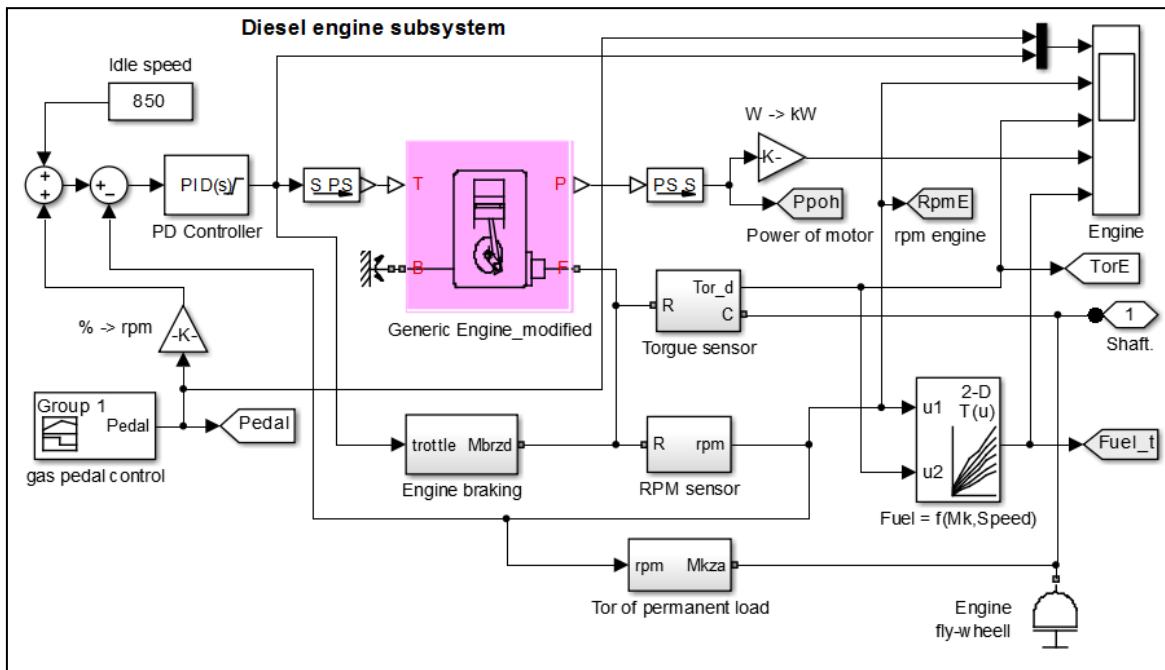 Diesel engine subsystem
Idle speed
850
W -> kW
-K-
+
+
+
-
PID(s)
PD Controller
S PS
T
P
B
F
Generic Engine_modified
PS S
Ppoh
Power of motor
RpmE
rpm engine
Engine
TorE
% -> rpm
-K-
R
Tor_d
C
Torgue sensor
1
Shaft.
Group 1
Pedal
gas pedal control
Pedal
trottle
Mbrzd
Engine braking
R
rpm
RPM sensor
2-D
T(u)
u1
u2
Fuel = f(Mk,Speed)
Fuel_t
rpm
Mkza
Tor of permanent load
Engine
fly-wheell